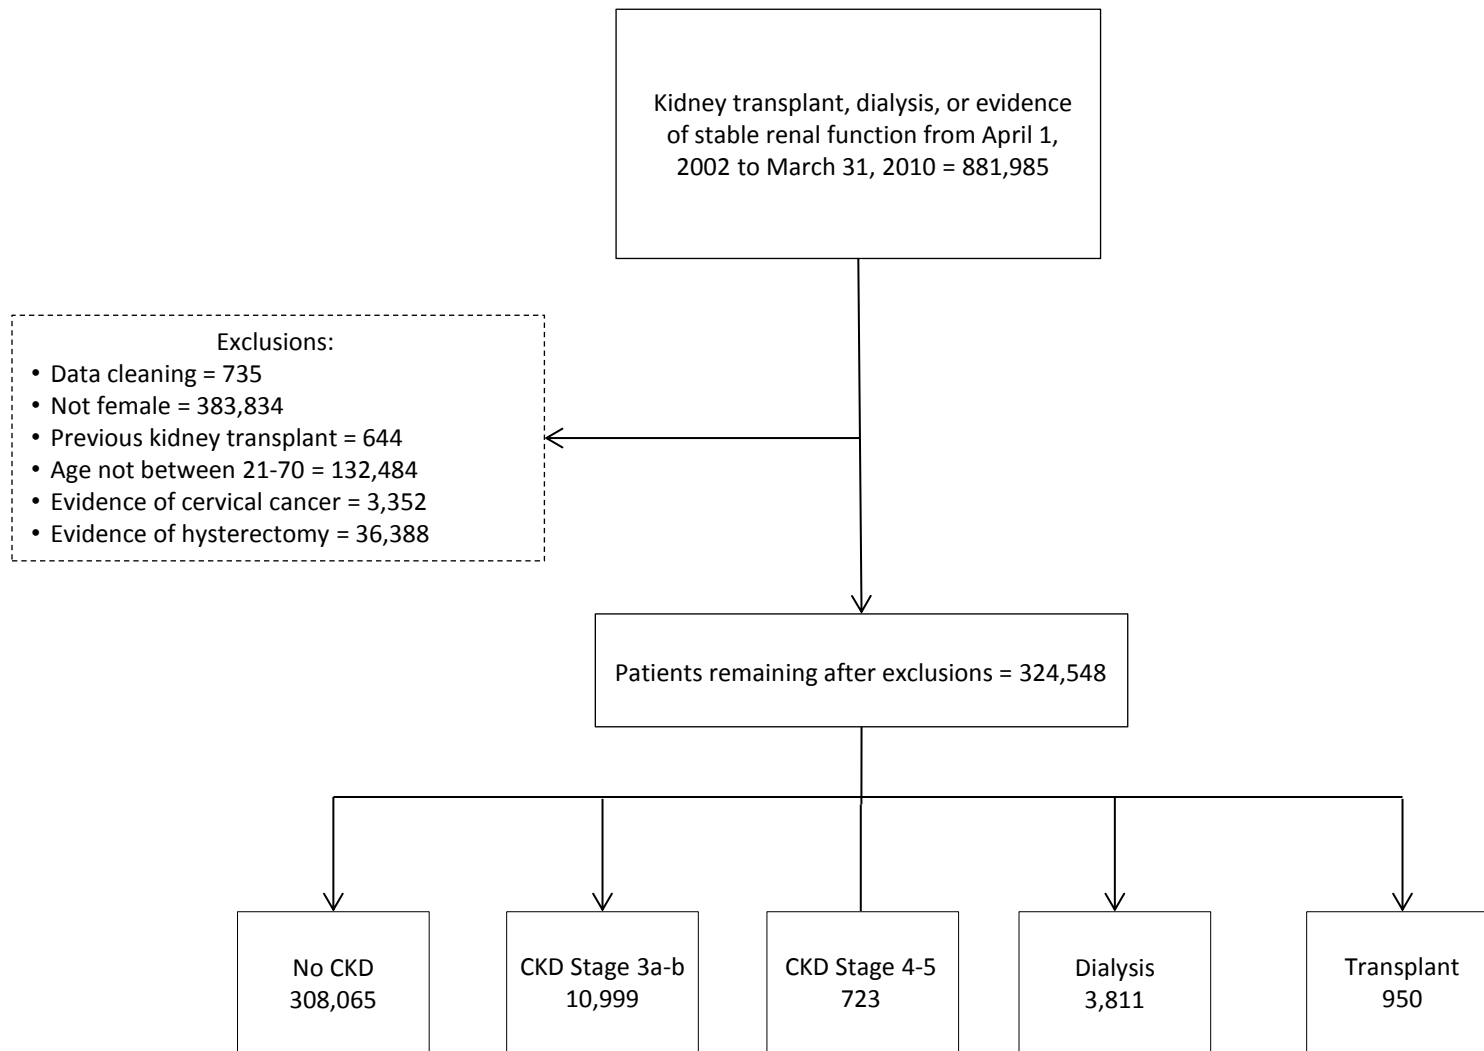 Kidney transplant, dialysis, or evidence
of stable renal function from April 1,
2002 to March 31, 2010 = 881,985
Exclusions:
• Data cleaning = 735
• Not female = 383,834
• Previous kidney transplant = 644
• Age not between 21-70 = 132,484
• Evidence of cervical cancer = 3,352
• Evidence of hysterectomy = 36,388
Patients remaining after exclusions = 324,548
No CKD
308,065
CKD Stage 3a-b
10,999
CKD Stage 4-5
723
Dialysis
3,811
Transplant
950